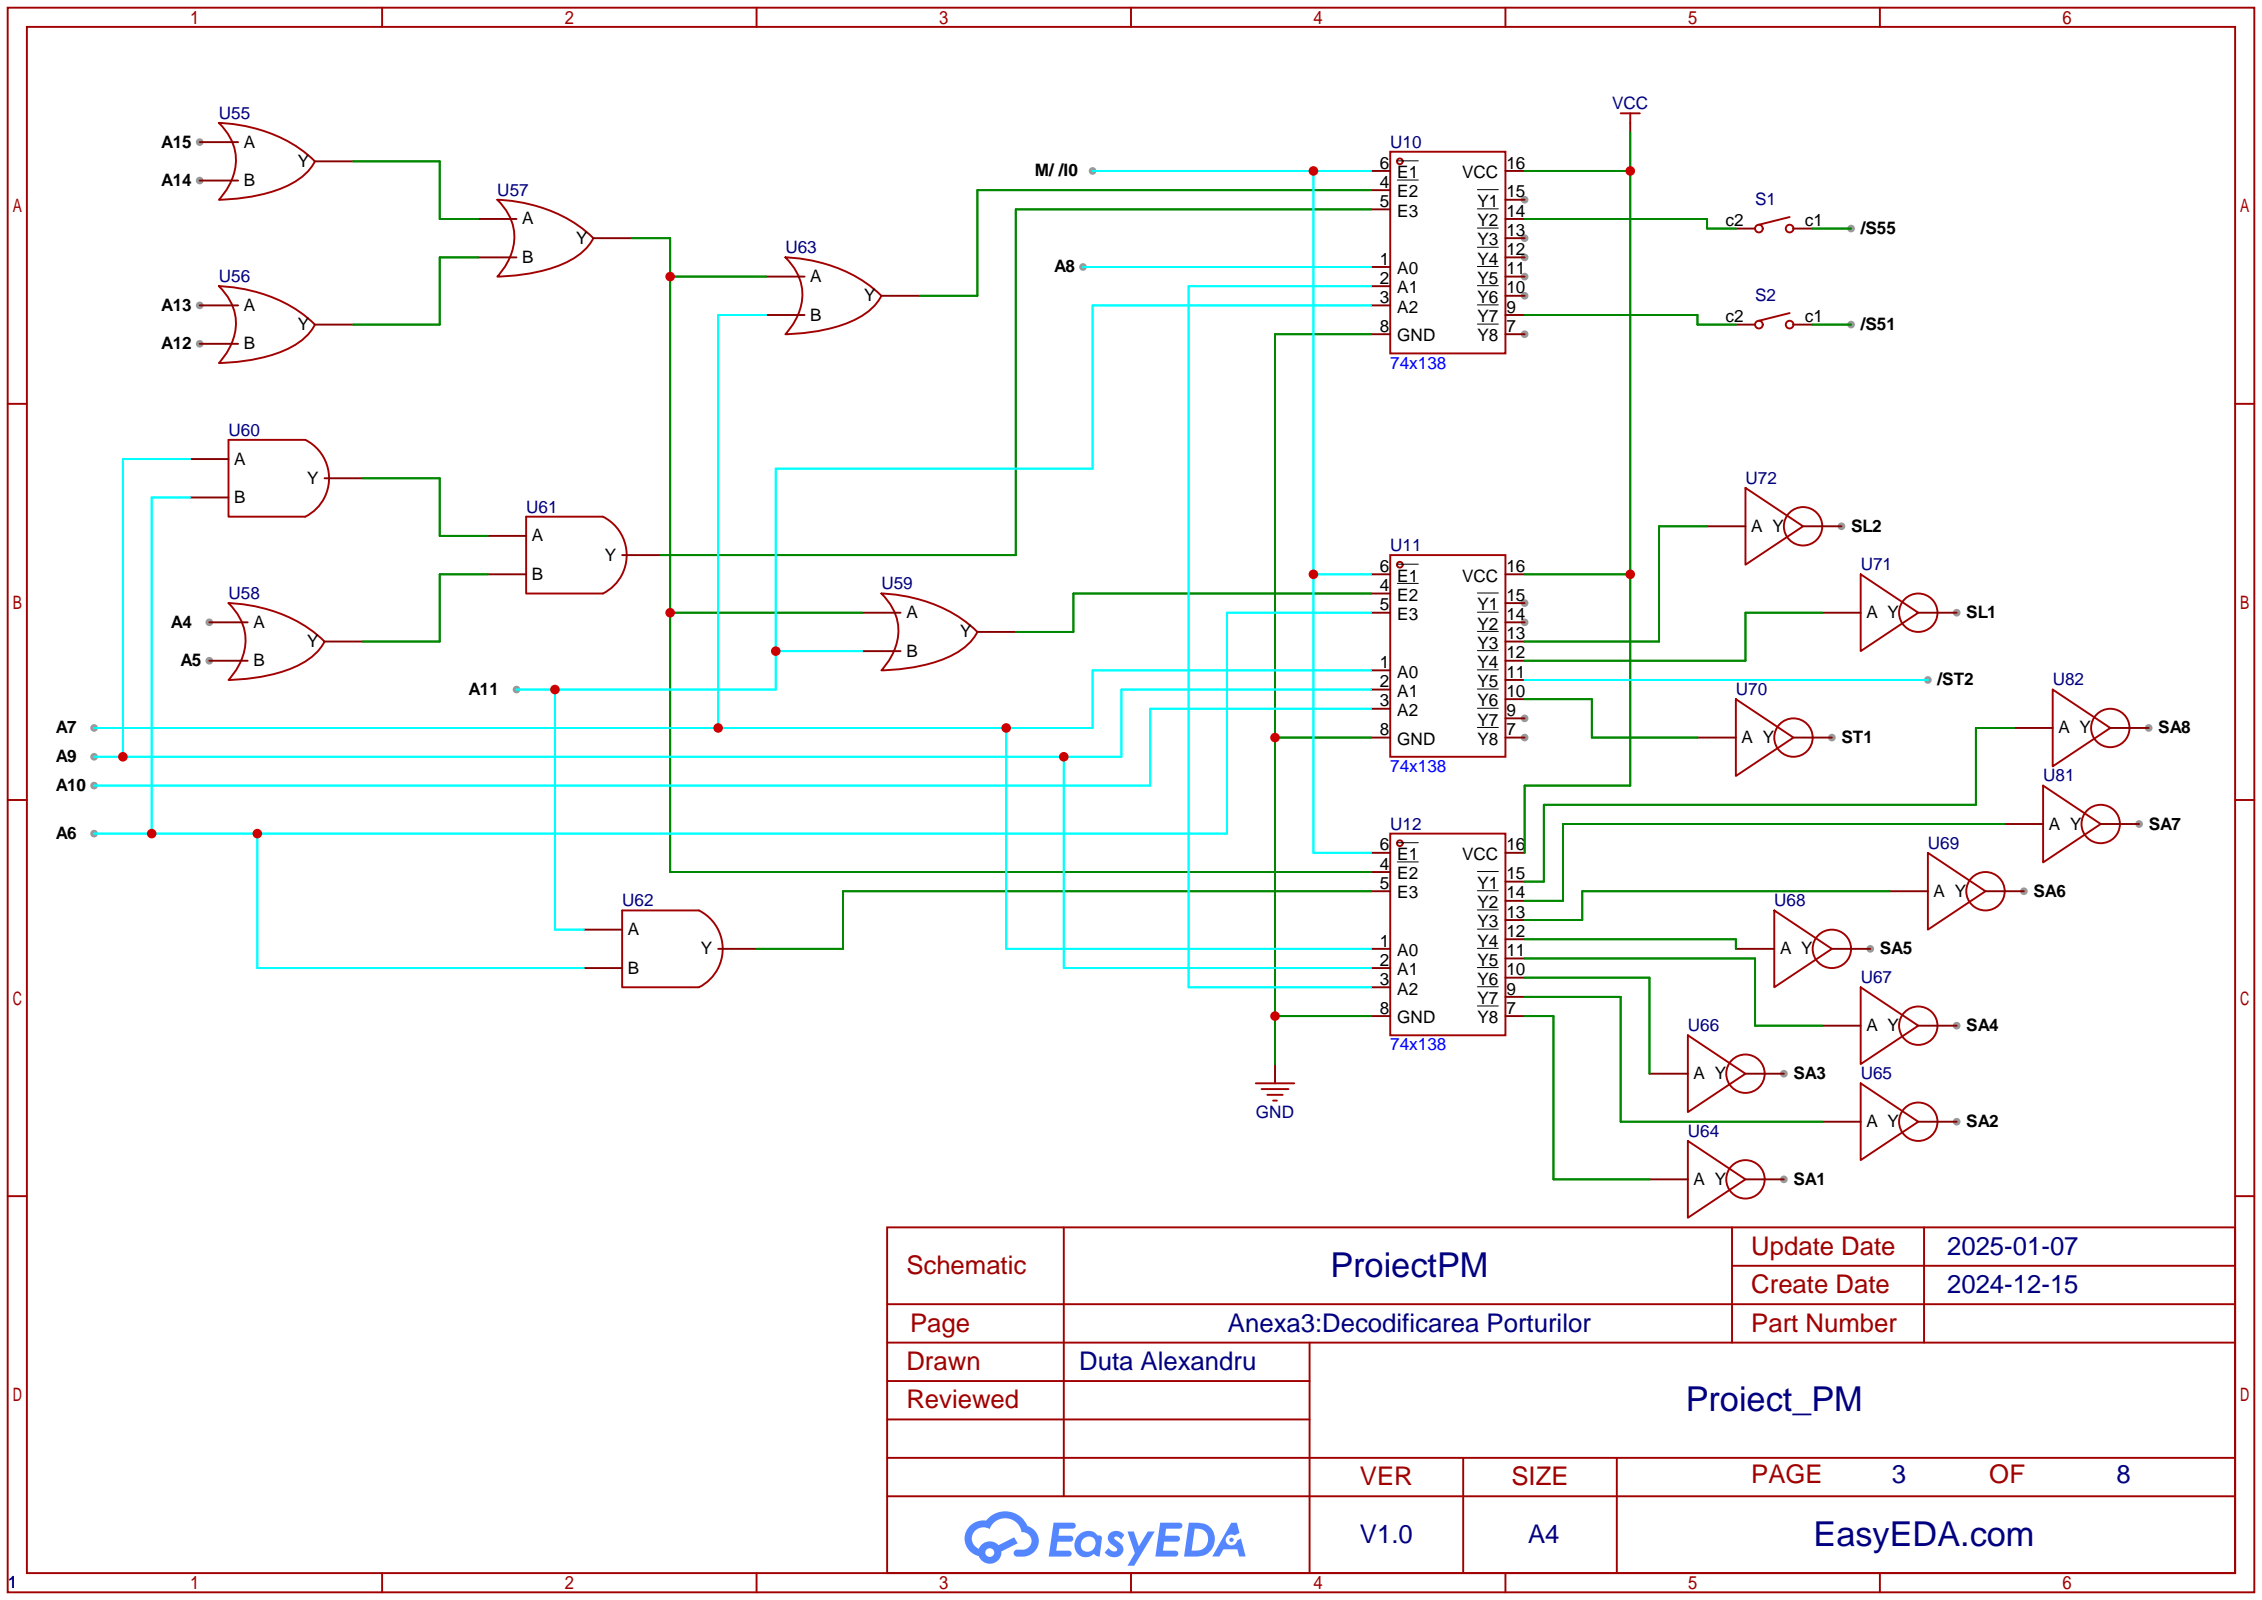 1 2 3 4 5 6
A
A
B
B
C
C
D
D
VCC
U55
A15 A
Y
A14 B
U56
A13 A
Y
A12 B
U57
A
Y
B
U63
A
Y
B
U60
A
Y
B
U61
A
Y
B
U58
A4 A
Y
A5 B
U59
A
Y
B
A11
A7
A9
A10
A6
U62
A
Y
B
M/ /I0
A8
U10
6 E1 VCC 16
4 E2 Y1 15
5 E3 Y2 14
Y3 13
Y4 12
1 A0 Y5 11
2 A1 Y6 10
3 A2 Y7 9
8 GND Y8 7
74x138
S1
c2 c1 /S55
S2
c2 c1 /S51
U11
6 E1 VCC 16
4 E2 Y1 15
5 E3 Y2 14
Y3 13
Y4 12
1 A0 Y5 11
2 A1 Y6 10
3 A2 Y7 9
8 GND Y8 7
74x138
U72
A Y SL2
U71
A Y SL1
/ST2
U70
A Y ST1
U12
6 E1 VCC 16
4 E2 Y1 15
5 E3 Y2 14
Y3 13
Y4 12
1 A0 Y5 11
2 A1 Y6 10
3 A2 Y7 9
8 GND Y8 7
74x138
GND
U82
A Y SA8
U81
A Y SA7
U69
A Y SA6
U68
A Y SA5
U67
A Y SA4
U66
A Y SA3
U65
A Y SA2
U64
A Y SA1
Schematic ProiectPM Update Date 2025-01-07
Create Date 2024-12-15
Page Anexa3:Decodificarea Porturilor Part Number
Drawn Duta Alexandru
Reviewed
Proiect_PM
VER SIZE PAGE 3 OF 8
EasyEDA V1.0 A4 EasyEDA.com
1
1 2 3 4 5 6